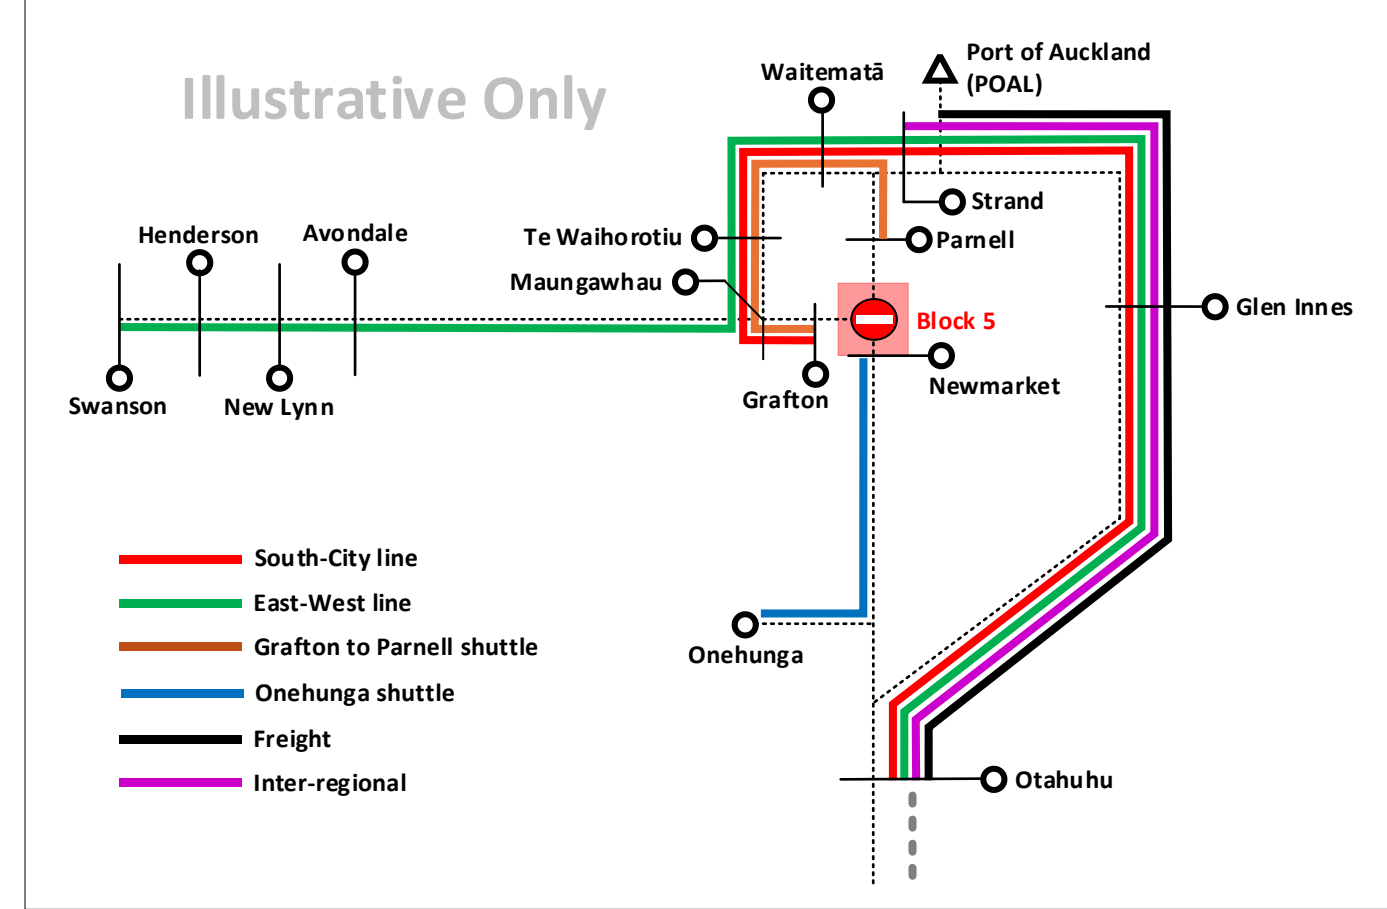 Illustrative Only
Waitematā
Port of Auckland
(POAL)
Strand
Henderson
Avondale
Te Waihorotiu
Parnell
Maungawhau
Block 5
Glen Innes
Newmarket
Grafton
Swanson
New Lynn
South-City line
East-West line
Grafton to Parnell shuttle
Onehunga
Onehunga shuttle
Freight
Inter-regional
Otahuhu